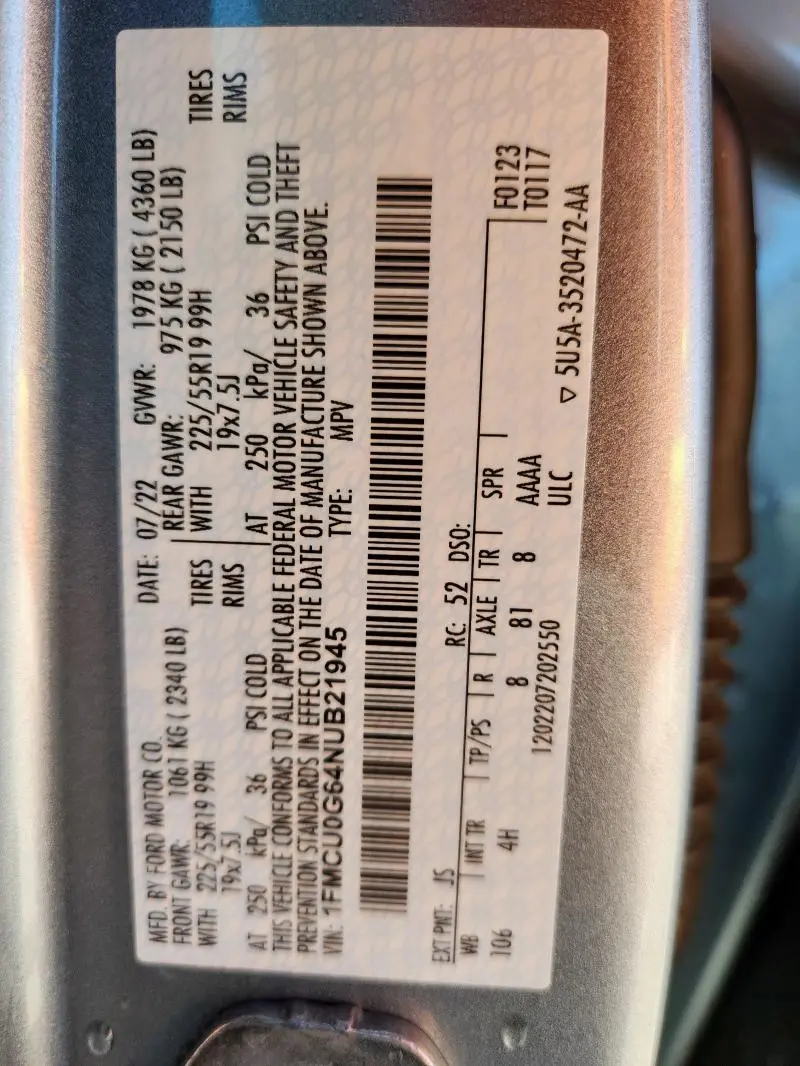 MFD. BY FORD MOTOR CO. DATE: 07/22 GVWR: 1978 KG ( 4360 LB)
FRONT GAWR: 1061 KG ( 2340 LB) REAR GAWR: 975 KG ( 2150 LB)
WITH 225/55R19 99H TIRES WITH 225/55R19 99H TIRES
19x7.5J RIMS 19x7.5J RIMS
AT 250 kPa/ 36 PSI COLD AT 250 kPa/ 36 PSI COLD
THIS VEHICLE CONFORMS TO ALL APPLICABLE FEDERAL MOTOR VEHICLE SAFETY AND THEFT
PREVENTION STANDARDS IN EFFECT ON THE DATE OF MANUFACTURE SHOWN ABOVE.
VIN: 1FMCU0G64NUB21945 TYPE: MPV
EXT PNT: JS RC: 52 DSO:
WB INT TR TP/PS R AXLE TR SPR F0123
106 4H 8 81 8 AAAA T0117
1202207202550 ULC
▽ 5U5A-3520472-AA